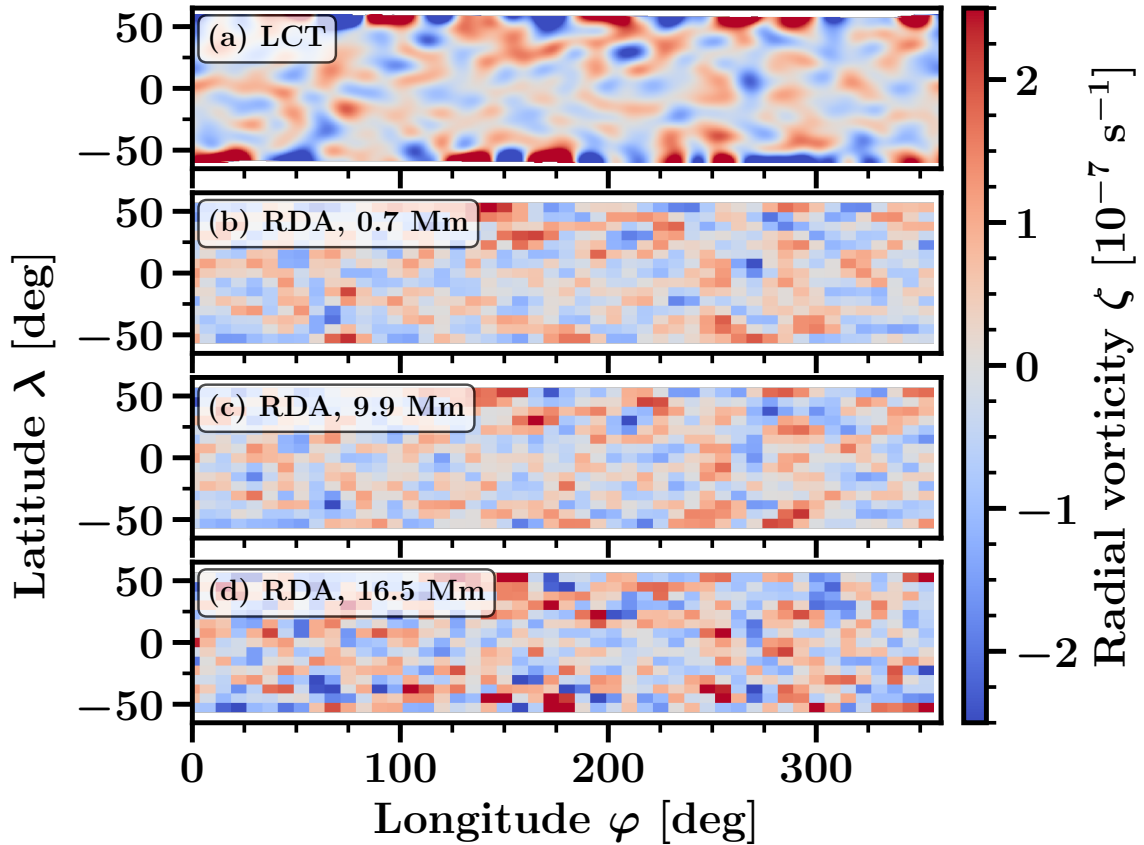 (a) LCT
50
0
−50
(b) RDA, 0.7 Mm
50
0
−50
(c) RDA, 9.9 Mm
50
0
−50
(d) RDA, 16.5 Mm
50
0
−50
0 100 200 300
Longitude φ [deg]
Latitude λ [deg]
2
1
0
−1
−2
Radial vorticity ζ [10⁻⁷ s⁻¹]